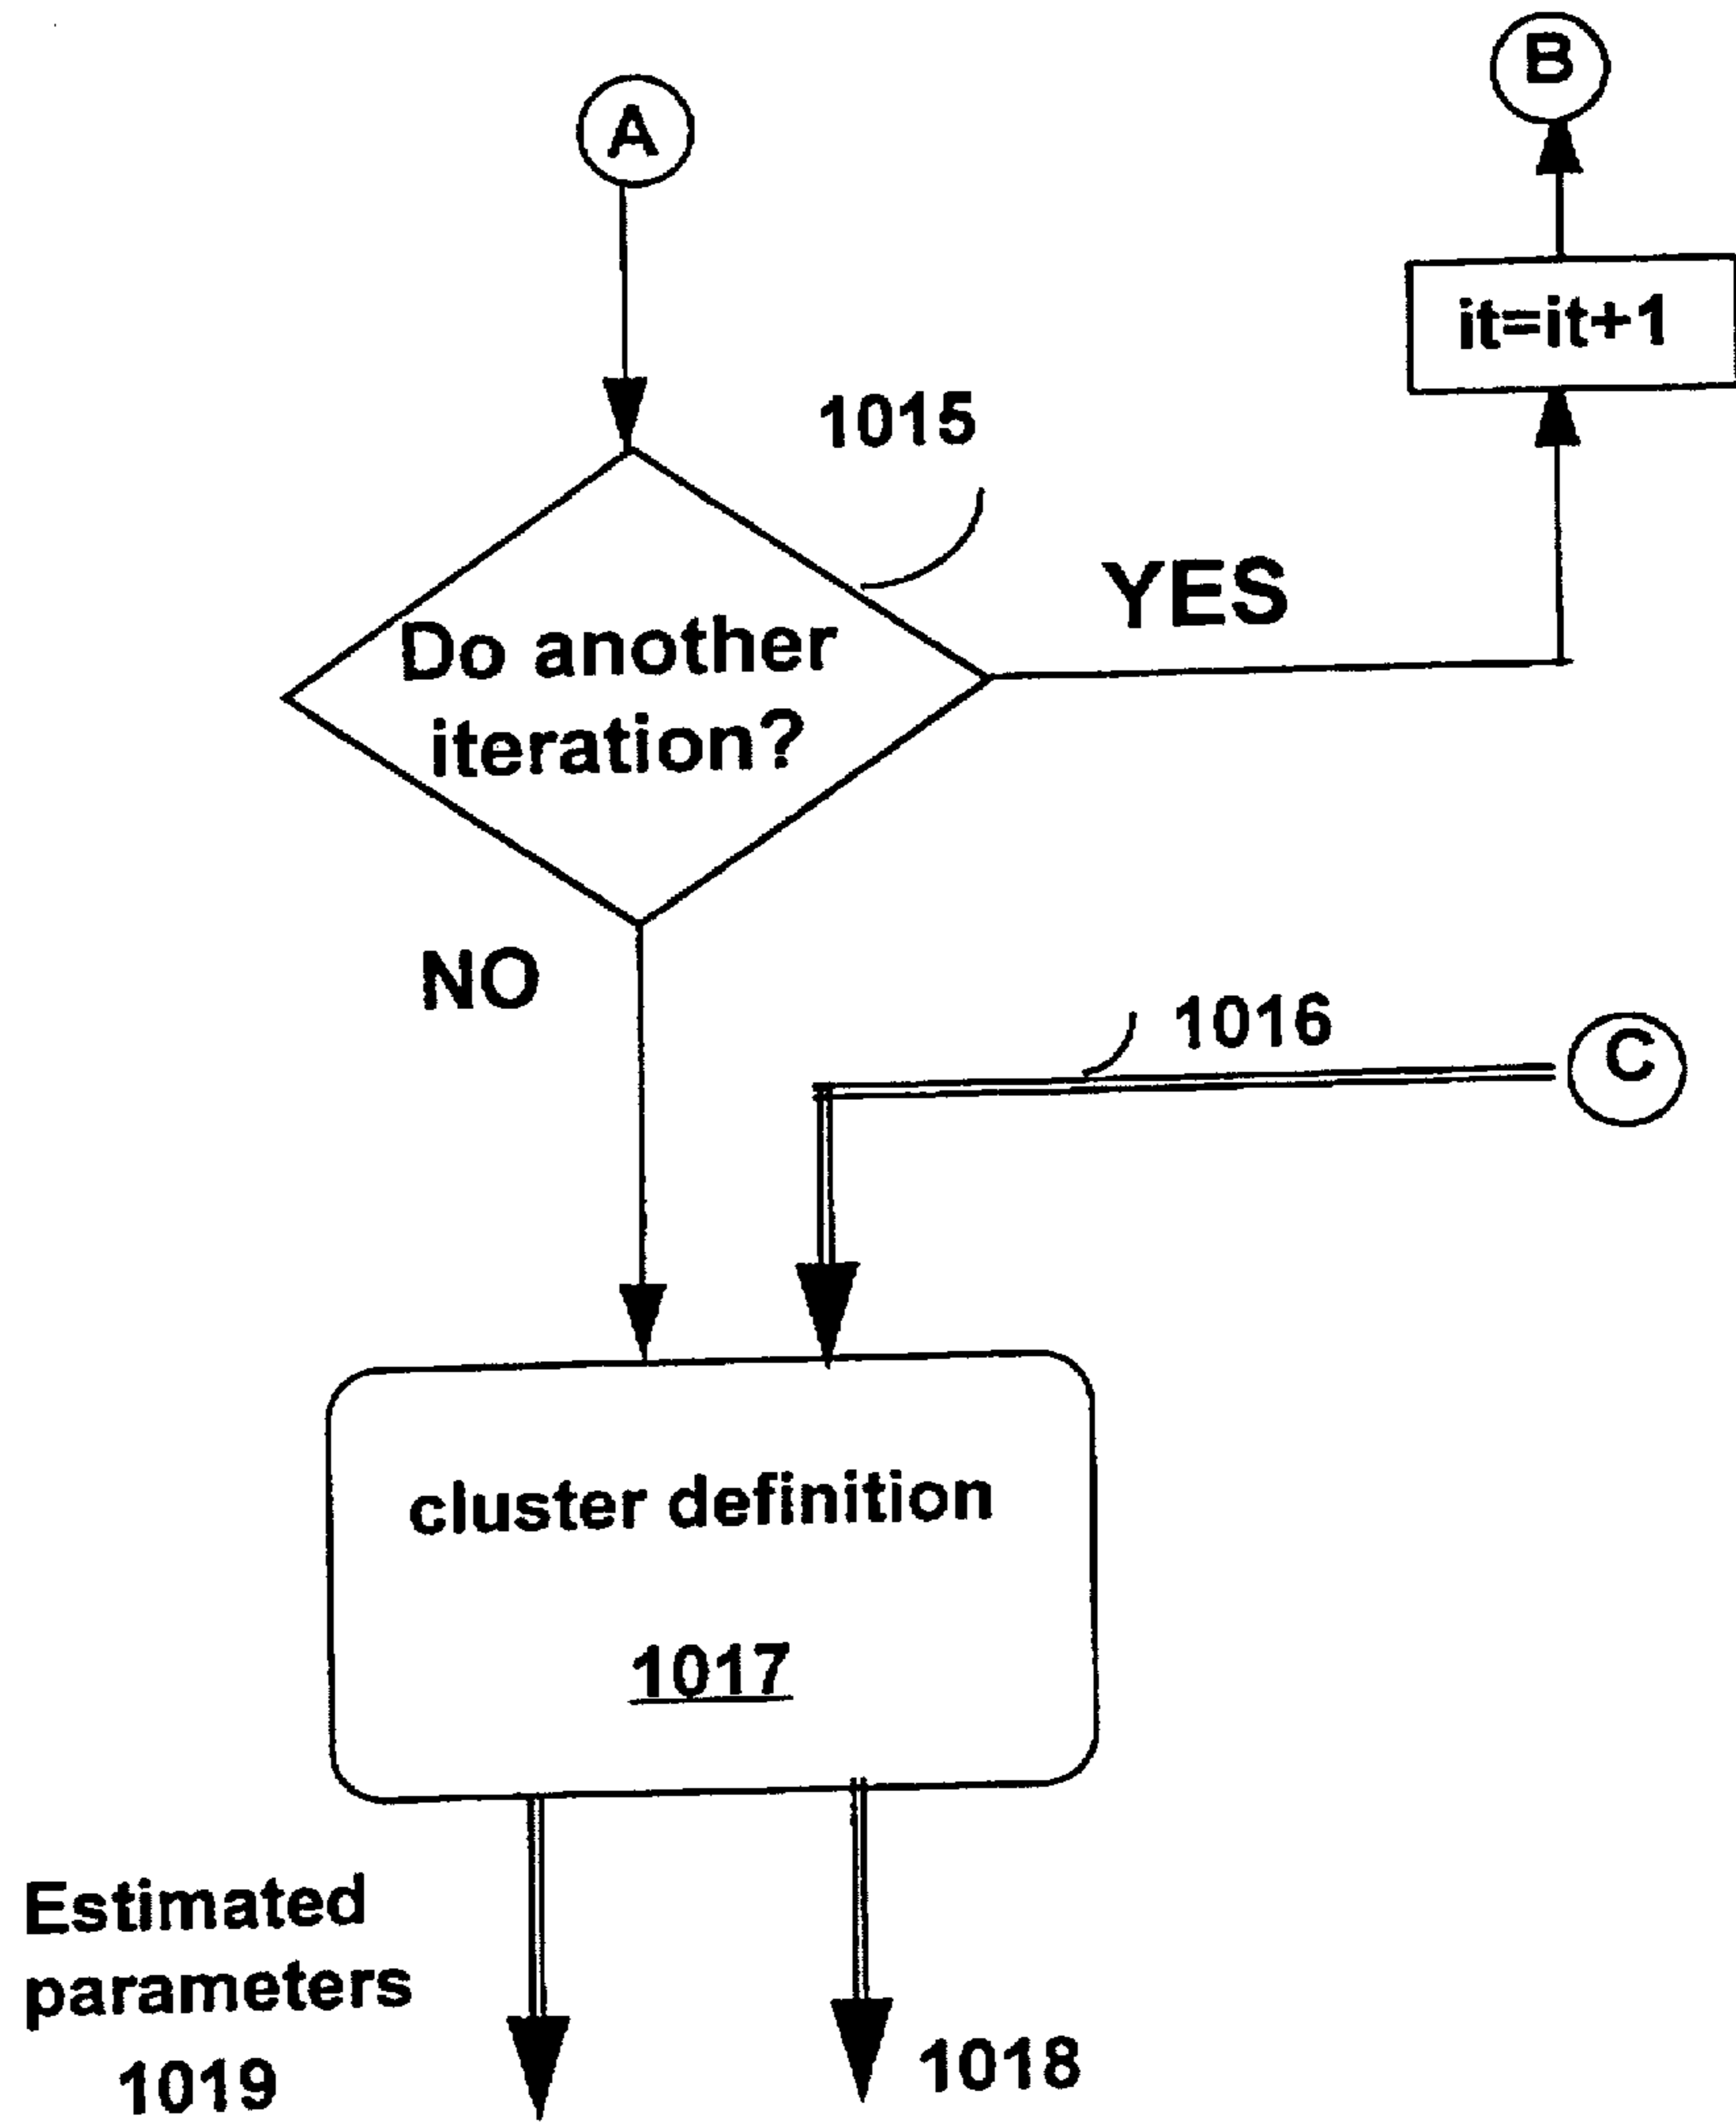 B
A
it=it+1
1015
YES
Do another
iteration?
NO
1016
C
cluster definition
1017
Estimated
parameters
1019
1018